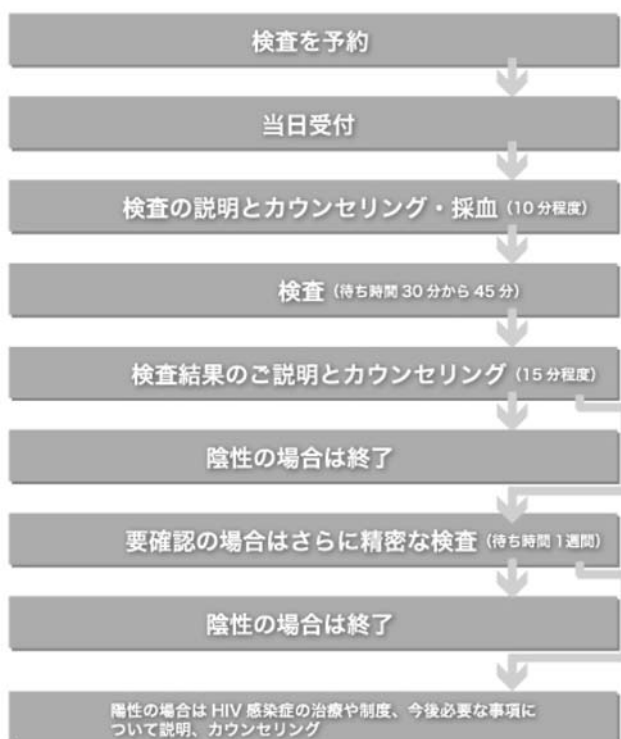 検査を予約
当日受付
検査の説明とカウンセリング・採血（10分程度）
検査（待ち時間30分から45分）
検査結果のご説明とカウンセリング（15分程度）
陰性の場合は終了
要確認の場合はさらに精密な検査（待ち時間1週間）
陰性の場合は終了
陽性の場合は HIV 感染症の治療や制度、今後必要な事項に
ついて説明、カウンセリング